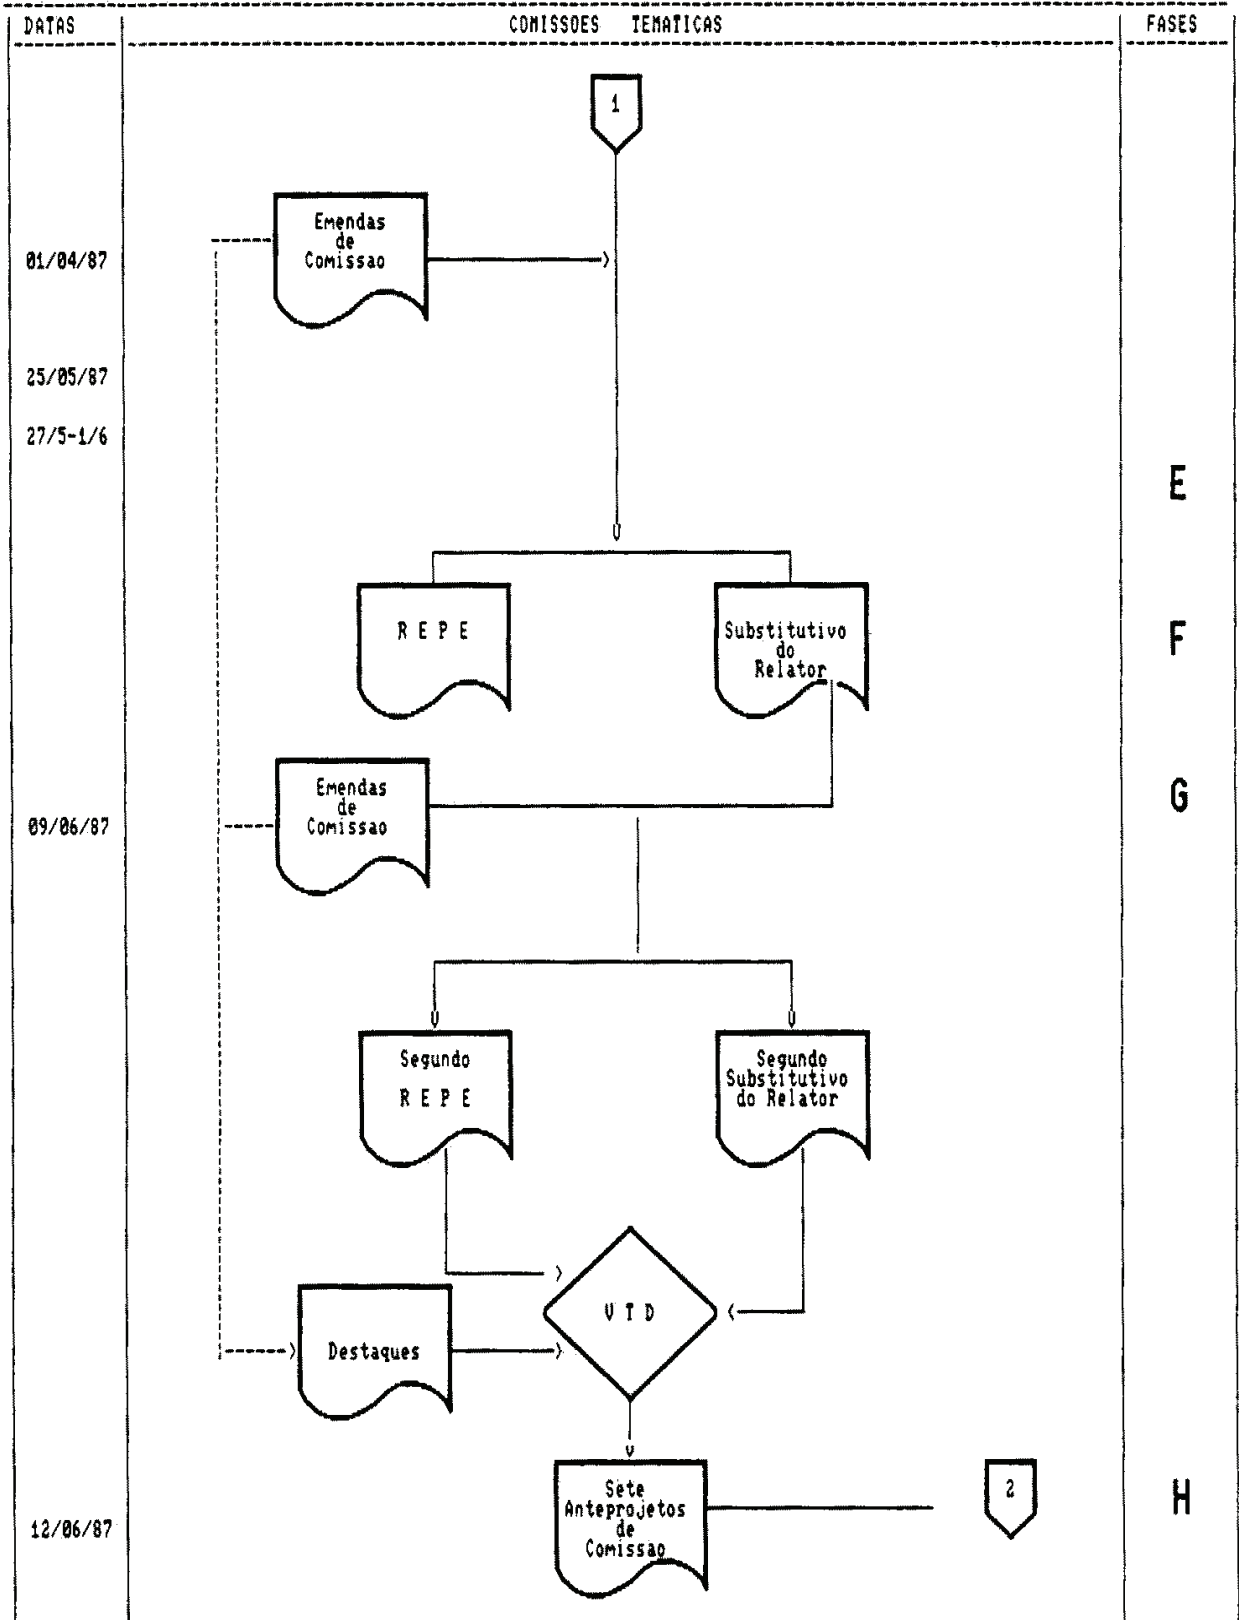 DATAS
COMISSOES TEMATICAS
FASES
1
Emendas
de
Comissao
01/04/87
25/05/87
27/5-1/6
E
R E P E
Substitutivo
do
Relator
F
Emendas
de
Comissao
G
09/06/87
Segundo
R E P E
Segundo
Substitutivo
do Relator
V T D
Destaques
Sete
Anteprojetos
de
Comissao
2
H
12/06/87